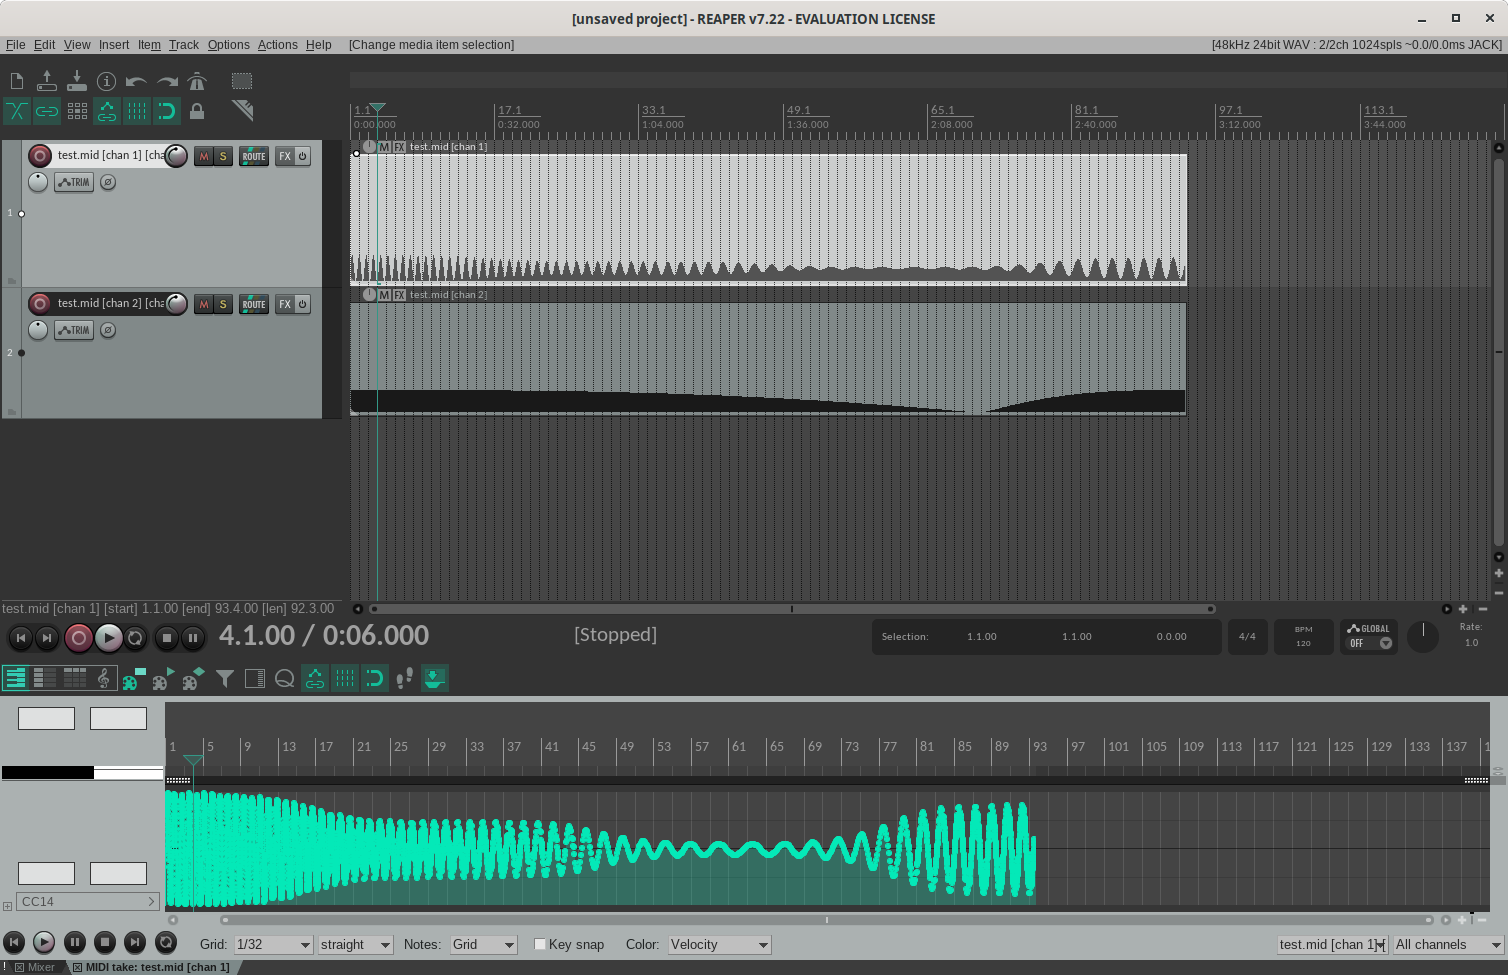 [unsaved project] - REAPER v7.22 - EVALUATION LICENSE
File Edit View Insert Item Track Options Actions Help [Change media item selection] [48kHz 24bit WAV : 2/2ch 1024spls ~0.0/0.0ms JACK]
1.1 17.1 33.1 49.1 65.1 81.1 97.1 113.1
0:00.000 0:32.000 1:04.000 1:36.000 2:08.000 2:40.000 3:12.000 3:44.000
test.mid [chan 1] [cha M S ROUTE FX
M FX test.mid [chan 1]
TRIM
1
test.mid [chan 2] [cha M S ROUTE FX
M FX test.mid [chan 2]
TRIM
2
test.mid [chan 1] [start] 1.1.00 [end] 93.4.00 [len] 92.3.00
4.1.00 / 0:06.000 [Stopped] Selection: 1.1.00 1.1.00 0.0.00 4/4 BPM 120 GLOBAL OFF Rate: 1.0
1 5 9 13 17 21 25 29 33 37 41 45 49 53 57 61 65 69 73 77 81 85 89 93 97 101 105 109 113 117 121 125 129 133 137 1
CC14
Grid: 1/32 straight Notes: Grid Key snap Color: Velocity test.mid [chan 1] [ All channels
! Mixer MIDI take: test.mid [chan 1]